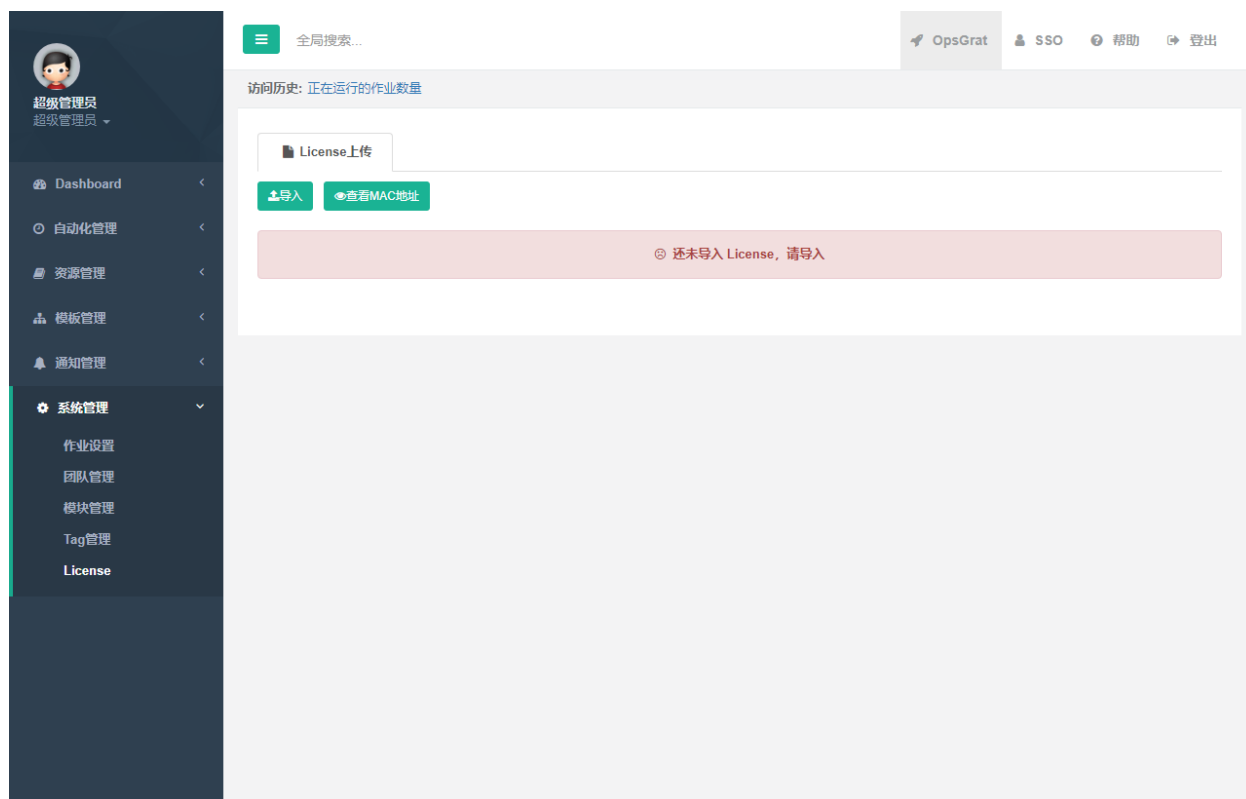 超级管理员
超级管理员
Dashboard
自动化管理
资源管理
模板管理
通知管理
系统管理
作业设置
团队管理
模块管理
Tag管理
License
全局搜索...
OpsGrat
SSO
帮助
登出
访问历史: 正在运行的作业数量
License上传
导入
查看MAC地址
还未导入 License，请导入